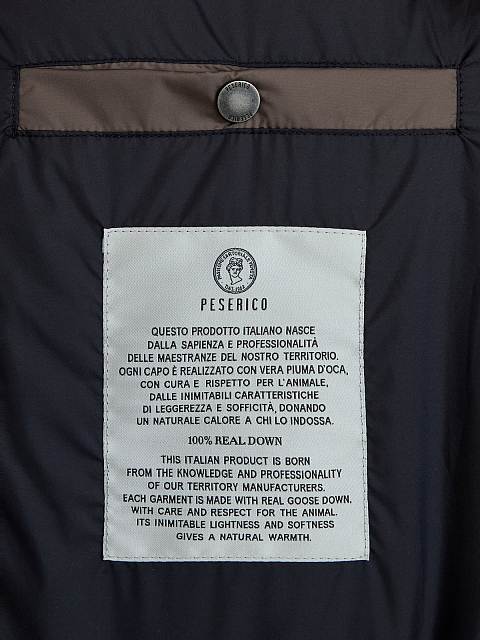 PESERICO
PESERICO
QUESTO PRODOTTO ITALIANO NASCE
DALLA SAPIENZA E PROFESSIONALITÀ
DELLE MAESTRANZE DEL NOSTRO TERRITORIO.
OGNI CAPO È REALIZZATO CON VERA PIUMA D'OCA,
CON CURA E RISPETTO PER L'ANIMALE,
DALLE INIMITABILI CARATTERISTICHE
DI LEGGEREZZA E SOFFICITÀ, DONANDO
UN NATURALE CALORE A CHI LO INDOSSA.
100% REAL DOWN
THIS ITALIAN PRODUCT IS BORN
FROM THE KNOWLEDGE AND PROFESSIONALITY
OF OUR TERRITORY MANUFACTURERS.
EACH GARMENT IS MADE WITH REAL GOOSE DOWN,
WITH CARE AND RESPECT FOR THE ANIMAL.
ITS INIMITABLE LIGHTNESS AND SOFTNESS
GIVES A NATURAL WARMTH.